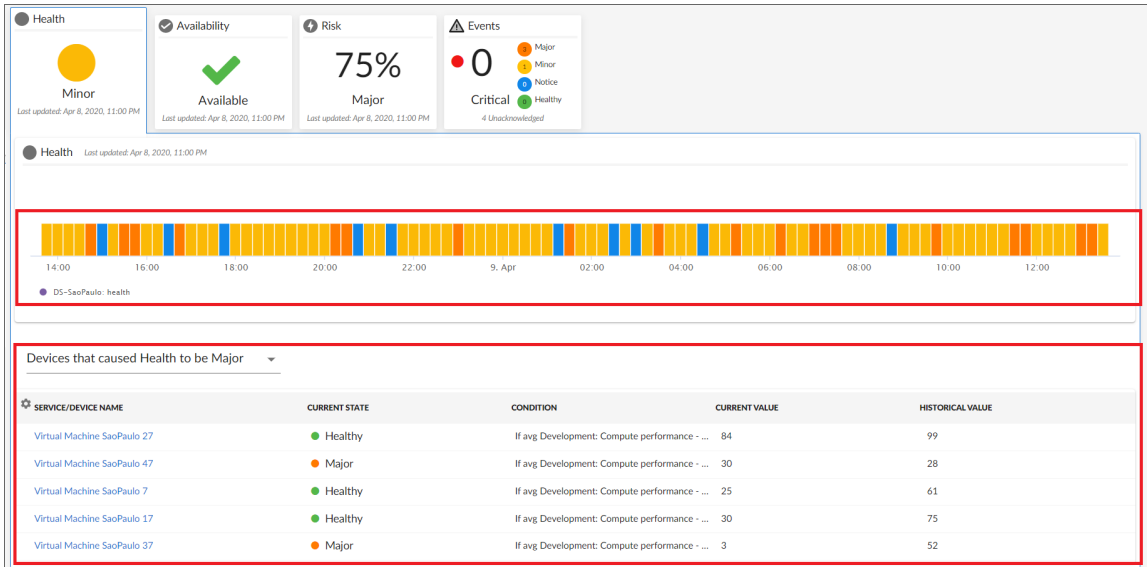 Health
Minor
Last updated: Apr 8, 2020, 11:00 PM
Availability
Available
Last updated: Apr 8, 2020, 11:00 PM
Risk
75%
Major
Last updated: Apr 8, 2020, 11:00 PM
Events
0
Critical
3 Major
1 Minor
0 Notice
0 Healthy
4 Unacknowledged
Health Last updated: Apr 8, 2020, 11:00 PM
14:00 16:00 18:00 20:00 22:00 9. Apr 02:00 04:00 06:00 08:00 10:00 12:00
DS-SaoPaulo: health
Devices that caused Health to be Major
SERVICE/DEVICE NAME CURRENT STATE CONDITION CURRENT VALUE HISTORICAL VALUE
Virtual Machine SaoPaulo 27 Healthy If avg Development: Compute performance - ... 84 99
Virtual Machine SaoPaulo 47 Major If avg Development: Compute performance - ... 30 28
Virtual Machine SaoPaulo 7 Healthy If avg Development: Compute performance - ... 25 61
Virtual Machine SaoPaulo 17 Healthy If avg Development: Compute performance - ... 30 75
Virtual Machine SaoPaulo 37 Major If avg Development: Compute performance - ... 3 52